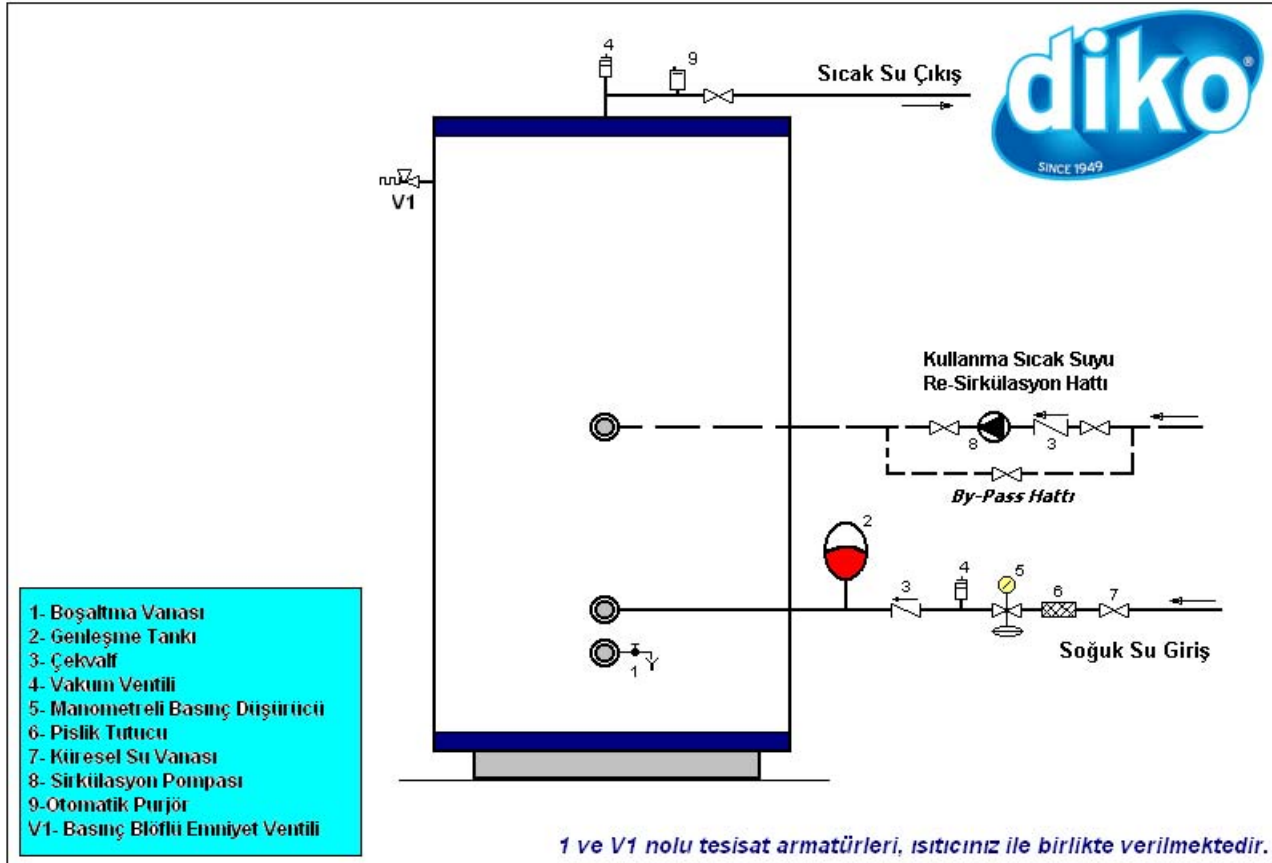 4
9
Sıcak Su Çıkış
diko®
SINCE 1949
V1
Kullanma Sıcak Suyu
Re-Sirkülasyon Hattı
8
3
By-Pass Hattı
2
3
4
5
6
7
Soğuk Su Giriş
1
1- Boşaltma Vanası
2- Genleşme Tankı
3- Çekvalf
4- Vakum Ventili
5- Manometreli Basınç Düşürücü
6- Pislik Tutucu
7- Küresel Su Vanası
8- Sirkülasyon Pompası
9-Otomatik Purjör
V1- Basınç Blöflü Emniyet Ventili
1 ve V1 nolu tesisat armatürleri, ısıtıcınız ile birlikte verilmektedir.